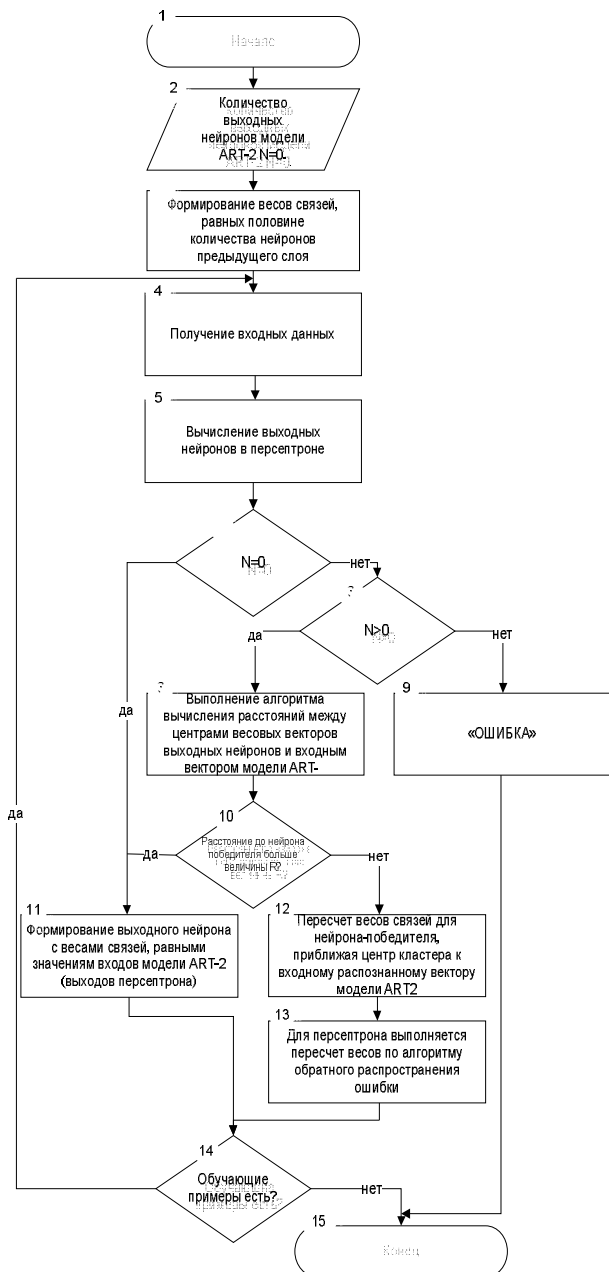 1
Начало
2
Количество
выходных
нейронов модели
ART-2 N=0.
Формирование весов связей,
равных половине
количества нейронов
предыдущего слоя
4
Получение входных данных
5
Вычисление выходных
нейронов в персептроне
N=0
нет
да
N>0
да
нет
Выполнение алгоритма
вычисления расстояний между
центрами весовых векторов
выходных нейронов и входным
вектором модели ART-
9
«ОШИБКА»
10
Расстояние до нейрона
победителя больше
величины R?
да
нет
11
Формирование выходного нейрона
с весами связей, равными
значениям входов модели ART-2
(выходов персептрона)
12
Пересчет весов связей для
нейрона-победителя,
приближая центр кластера к
входному распознанному вектору
модели ART2
13
Для персептрона выполняется
пересчет весов по алгоритму
обратного распространения
ошибки
14
Обучающие
примеры есть?
да
нет
15
Конец